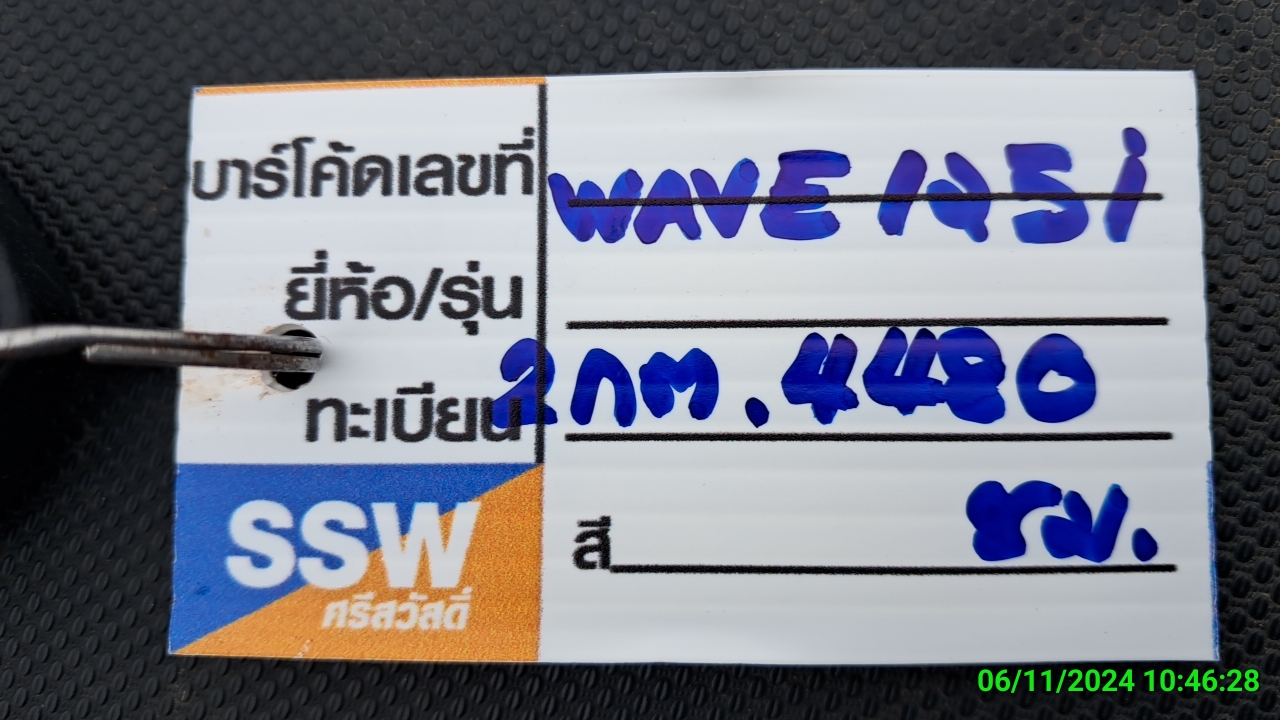 บาร์โค้ดเลขที่ WAVE 125i
ยี่ห้อ/รุ่น
ทะเบียน 2กต.4480
SSW
ศรีสวัสดิ์
สี ชม.
06/11/2024 10:46:28